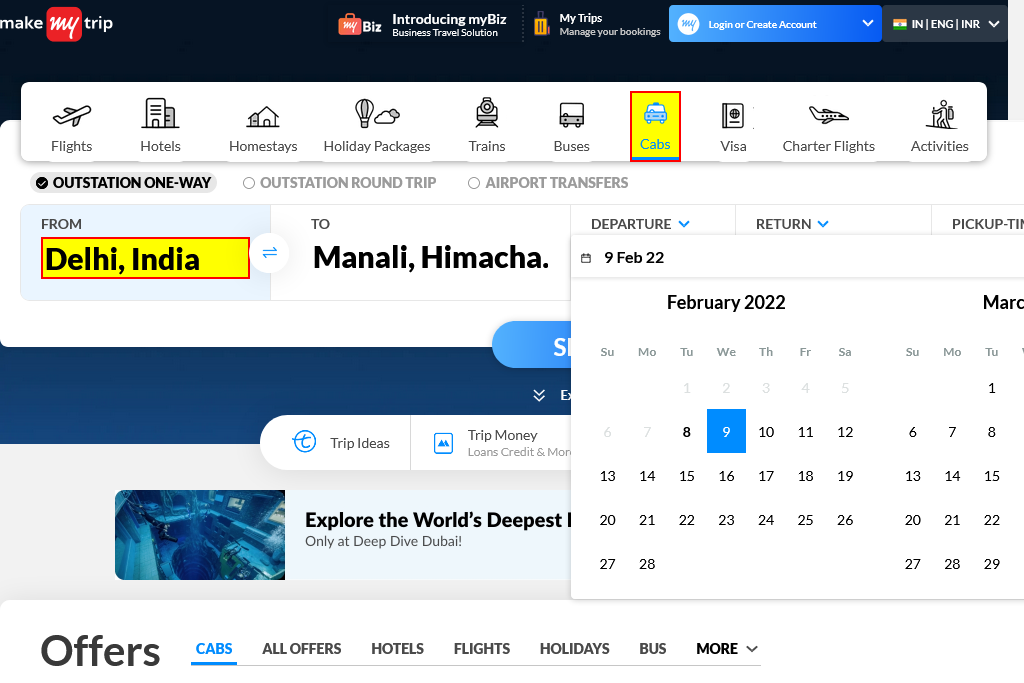 make my trip
my Biz
Introducing myBiz
Business Travel Solution
My Trips
Manage your bookings
my
Login or Create Account
IN | ENG | INR
Flights
Hotels
Homestays
Holiday Packages
Trains
Buses
Cabs
Visa
Charter Flights
Activities
OUTSTATION ONE-WAY
OUTSTATION ROUND TRIP
AIRPORT TRANSFERS
FROM
TO
DEPARTURE
RETURN
PICKUP-TIM
Delhi, India
Manali, Himacha.
9 Feb 22
February 2022
Marc
Su Mo Tu We Th Fr Sa
Su Mo Tu
1 2 3 4 5
1
6 7 8 9 10 11 12
6 7 8
13 14 15 16 17 18 19
13 14 15
20 21 22 23 24 25 26
20 21 22
27 28
27 28 29
Trip Ideas
Trip Money
Loans Credit & More
Explore the World’s Deepest
Only at Deep Dive Dubai!
Offers
CABS
ALL OFFERS
HOTELS
FLIGHTS
HOLIDAYS
BUS
MORE